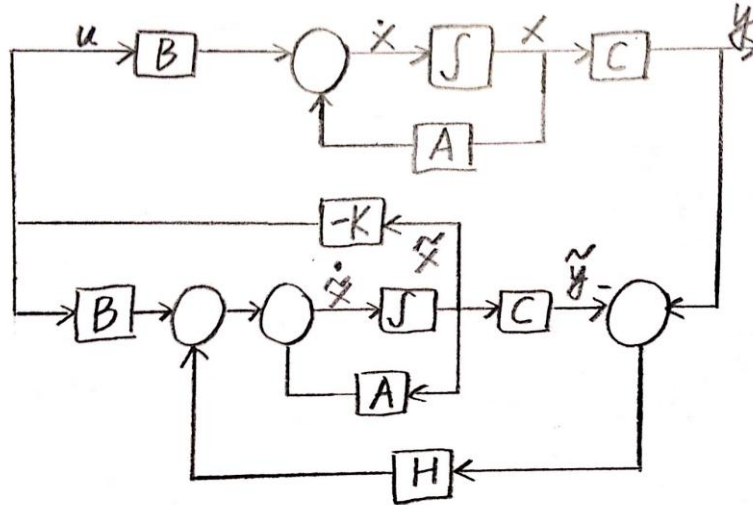 u B ẋ ∫ x C y
A
-K
x̃
B x̃̇ ∫ C ỹ -
A
H